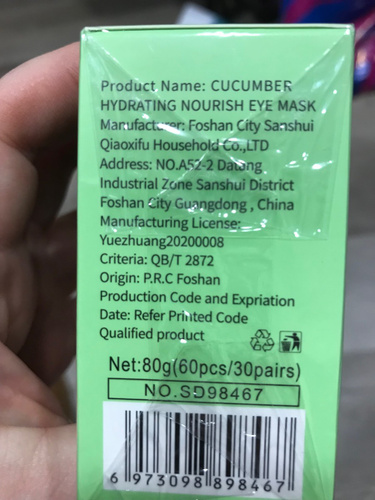 Product Name: CUCUMBER
HYDRATING NOURISH EYE MASK
Manufacturer: Foshan City Sanshui
Qiaoxifu Household Co.,LTD
Address: NO.A52-2 Datang
Industrial Zone Sanshui District
Foshan City Guangdong , China
Manufacturing License:
Yuezhuang20200008
Criteria: QB/T 2872
Origin: P.R.C Foshan
Production Code and Expriation
Date: Refer Printed Code
Qualified product
Net:80g(60pcs/30pairs)
NO.SD98467
6 973098 898467